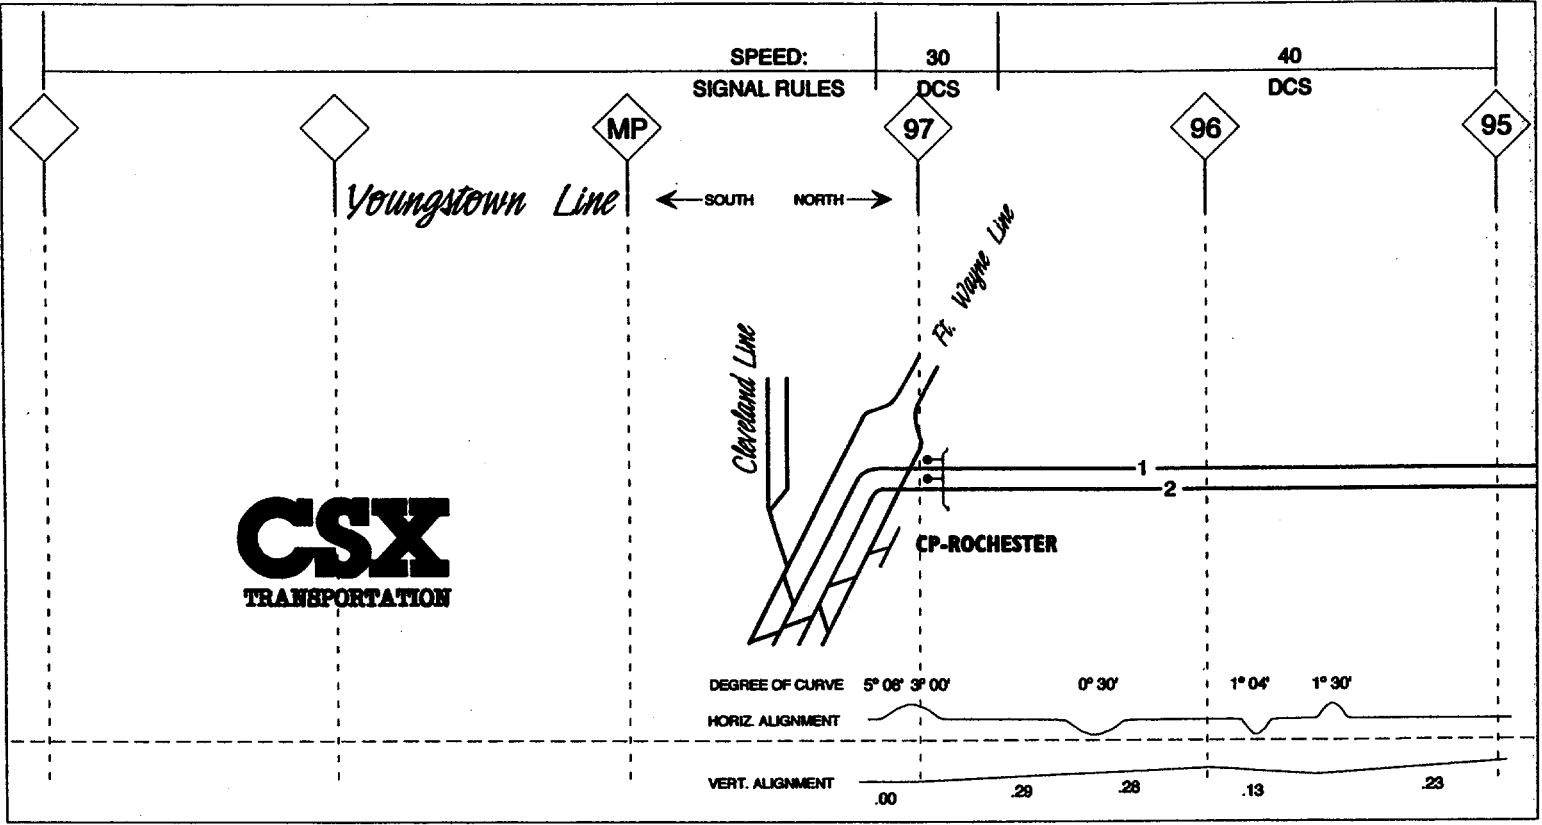 SPEED: 30 40
SIGNAL RULES DCS DCS
MP 97 96 95
Youngstown Line
SOUTH NORTH
Ft. Wayne Line
Cleveland Line
1
2
CP-ROCHESTER
CSX
TRANSPORTATION
DEGREE OF CURVE 5° 06' 3° 00' 0° 30' 1° 04' 1° 30'
HORIZ. ALIGNMENT
VERT. ALIGNMENT
.00 .29 .28 .13 .23